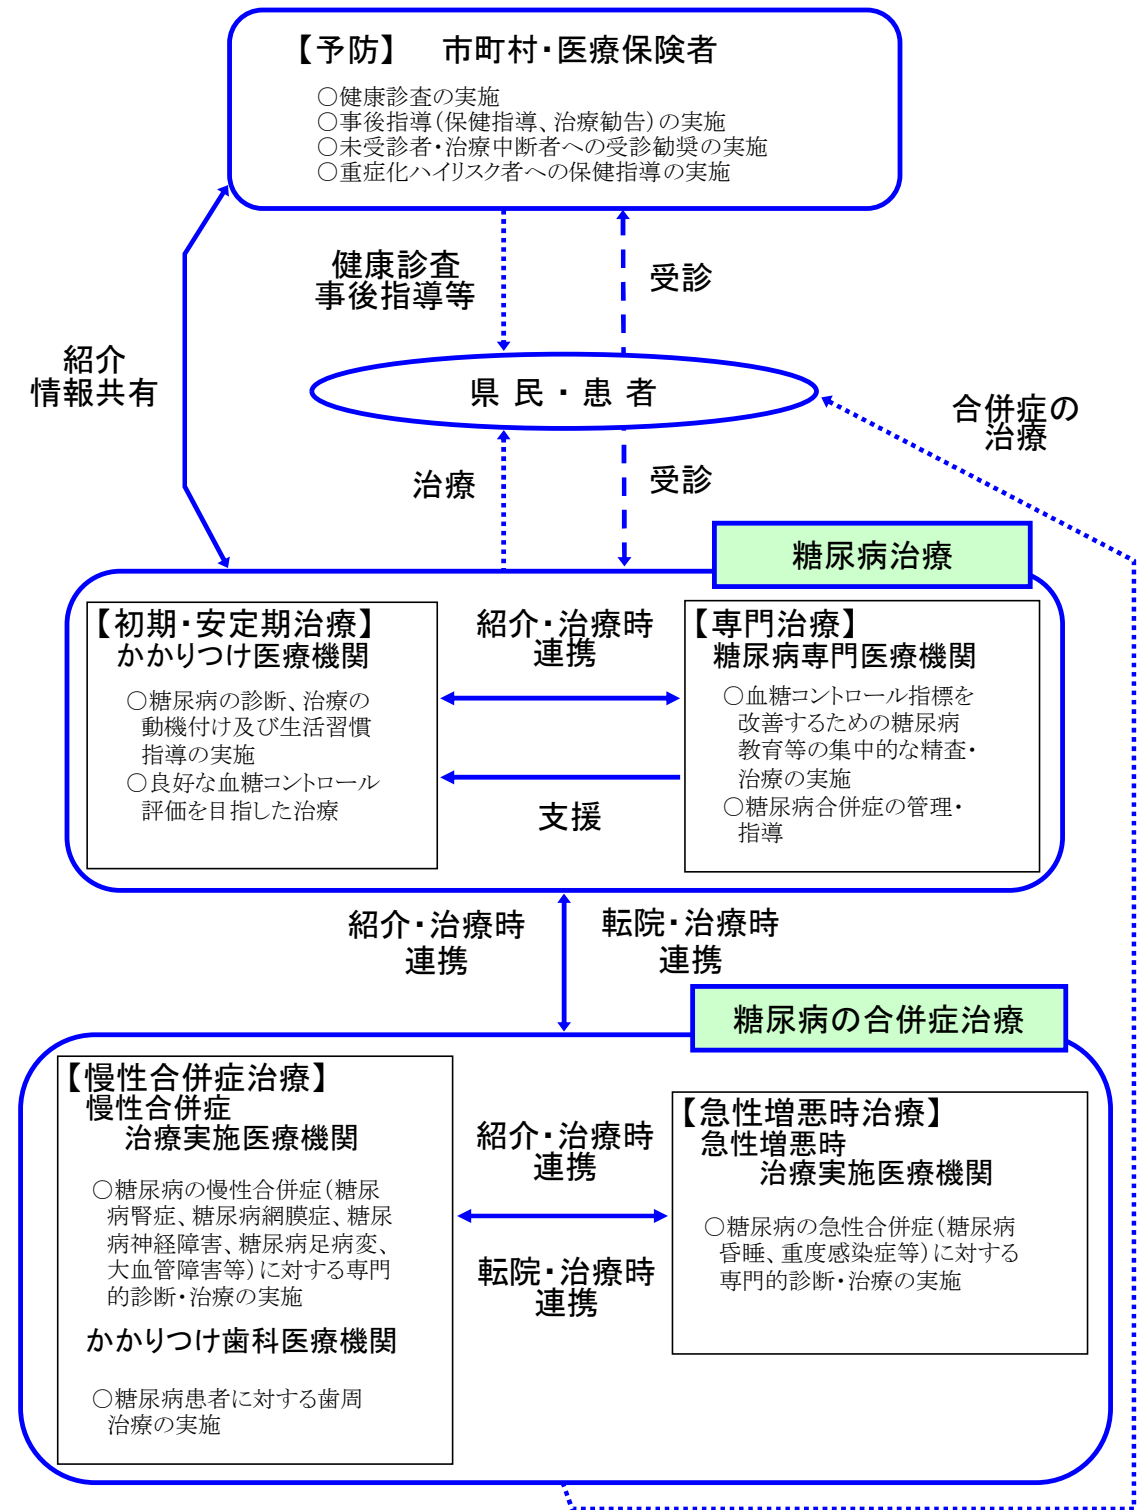 【予防】 市町村・医療保険者
○健康診査の実施
○事後指導(保健指導、治療勧告)の実施
○未受診者・治療中断者への受診勧奨の実施
○重症化ハイリスク者への保健指導の実施
健康診査
事後指導等
受診
紹介
情報共有
県 民 ・ 患 者
合併症の
治療
治療
受診
糖尿病治療
【初期・安定期治療】
かかりつけ医療機関
○糖尿病の診断、治療の
動機付け及び生活習慣
指導の実施
○良好な血糖コントロール
評価を目指した治療
紹介・治療時
連携
支援
【専門治療】
糖尿病専門医療機関
○血糖コントロール指標を
改善するための糖尿病
教育等の集中的な精査・
治療の実施
○糖尿病合併症の管理・
指導
紹介・治療時
連携
転院・治療時
連携
糖尿病の合併症治療
【慢性合併症治療】
慢性合併症
治療実施医療機関
○糖尿病の慢性合併症(糖尿
病腎症、糖尿病網膜症、糖尿
病神経障害、糖尿病足病変、
大血管障害等)に対する専門
的診断・治療の実施
かかりつけ歯科医療機関
○糖尿病患者に対する歯周
治療の実施
紹介・治療時
連携
転院・治療時
連携
【急性増悪時治療】
急性増悪時
治療実施医療機関
○糖尿病の急性合併症(糖尿病
昏睡、重度感染症等)に対する
専門的診断・治療の実施